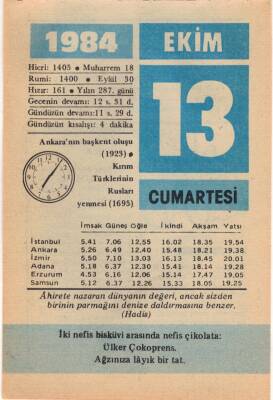 1984
EKİM
Hicri: 1405 • Muharrem 18
Rumi: 1400 • Eylül 30
Hızır: 161 • Yılın 287. günü
Gecenin devamı: 12 s. 31 d.
Gündüzün devamı: 11 s. 29 d.
Gündüzün kısalışı: 4 dakika
13
CUMARTESİ
Ankara'nın başkent oluşu
(1923) •
Kırım
Türklerinin
Rusları
yenmesi (1695)
İmsak Güneş Öğle İkindi Akşam Yatsı
İstanbul 5.41 7.06 12.55 16.02 18.35 19.54
Ankara 5.26 6.49 12.40 15.48 18.21 19.38
İzmir 5.50 7.10 13.03 16.13 18.45 20.01
Adana 5.18 6.37 12.30 15.41 18.14 19.28
Erzurum 4.53 6.16 12.06 15.14 17.47 19.05
Samsun 5.12 6.37 12.26 15.33 18.05 19.25
Âhirete nazaran dünyanın değeri, ancak sizden
birinin parmağını denize daldırmasına benzer.
(Hadis)
İki nefis bisküvi arasında nefis çikolata:
Ülker Çokoprens.
Ağzınıza lâyık bir tat.